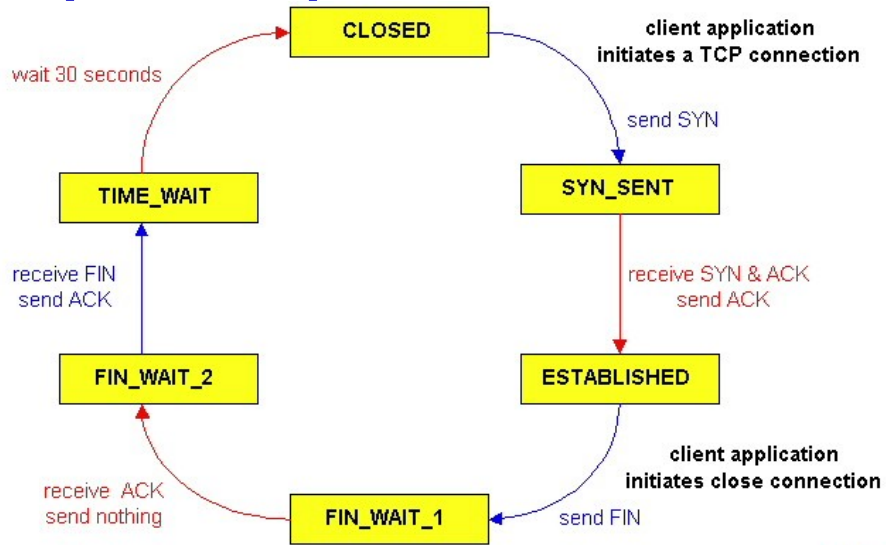 CLOSED
client application
initiates a TCP connection
wait 30 seconds
send SYN
TIME_WAIT
SYN_SENT
receive FIN
send ACK
receive SYN & ACK
send ACK
FIN_WAIT_2
ESTABLISHED
client application
initiates close connection
receive ACK
send nothing
FIN_WAIT_1
send FIN